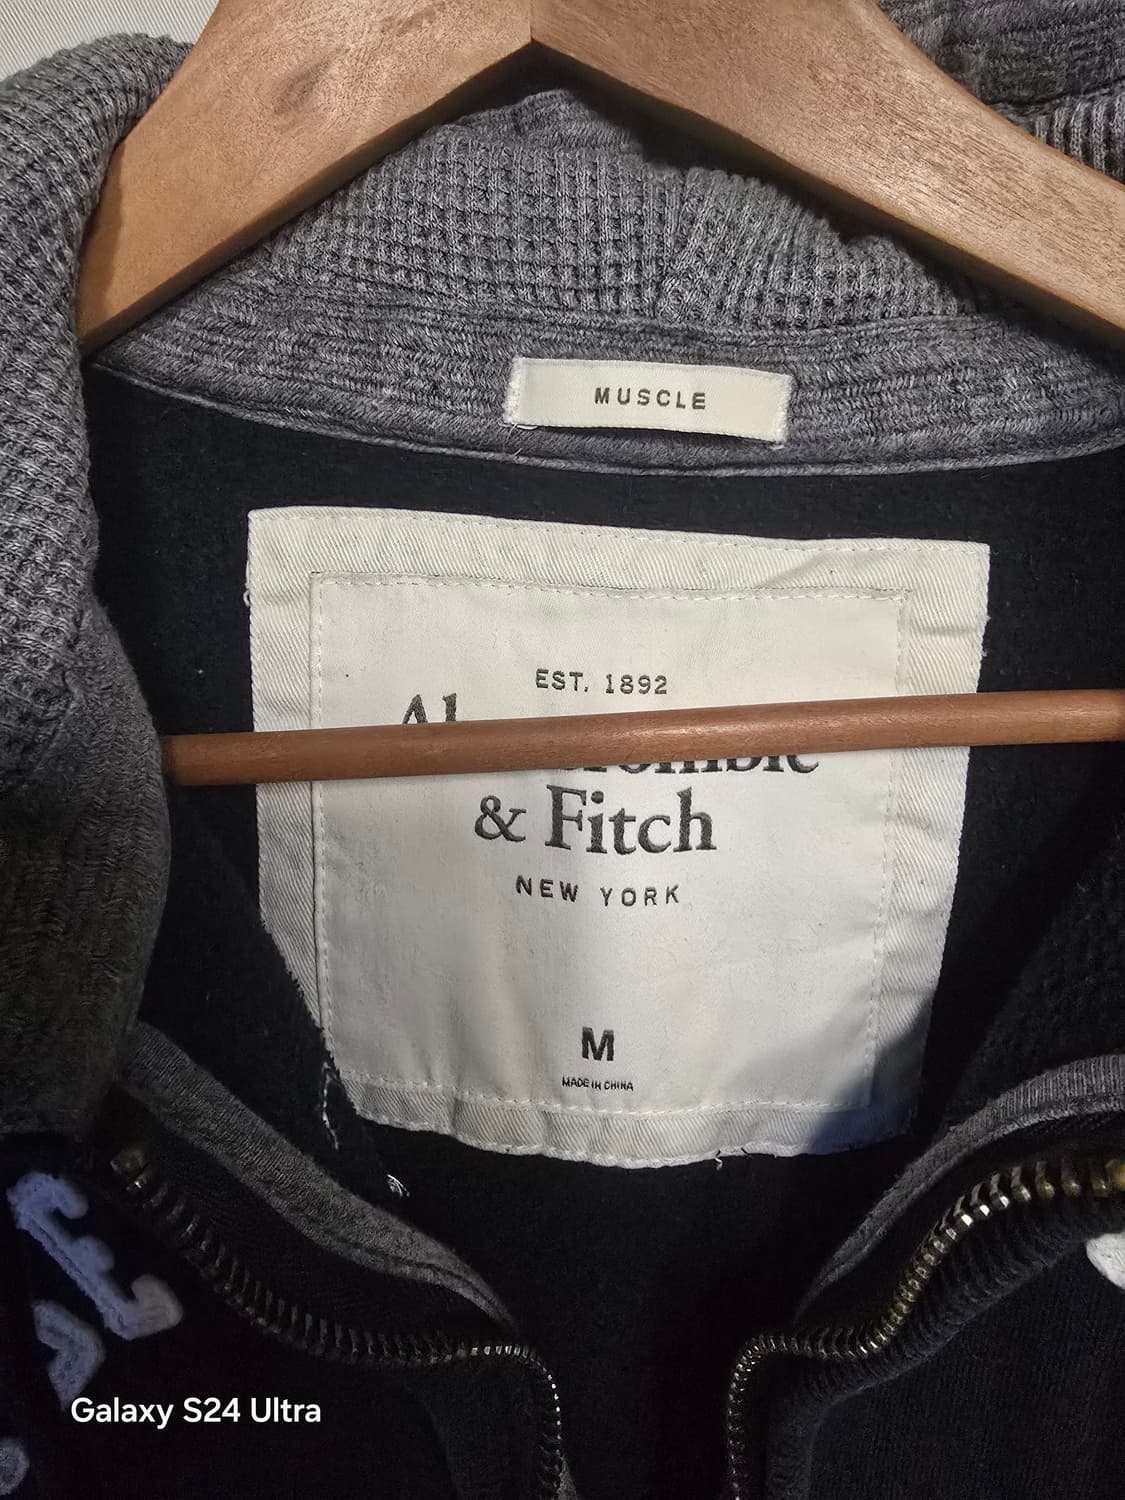 MUSCLE
EST. 1892
& Fitch
NEW YORK
M
MADE IN CHINA
Galaxy S24 Ultra